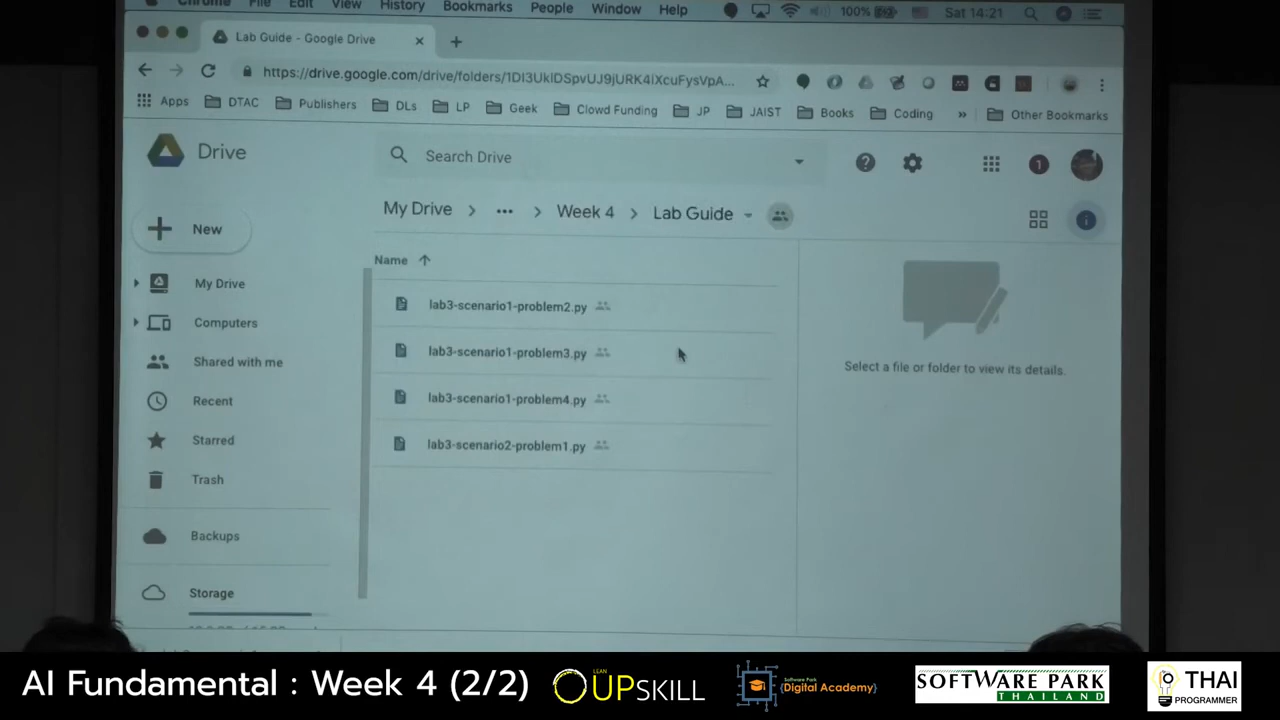 Chrome File Edit View History Bookmarks People Window Help 100% Sat 14:21
Lab Guide - Google Drive
https://drive.google.com/drive/folders/1DI3UkIDSpvUJ9jURK4iXcuFysVpA...
Apps DTAC Publishers DLs LP Geek Clowd Funding JP JAIST Books Coding » Other Bookmarks
Drive
Search Drive
1
My Drive > ... > Week 4 > Lab Guide
New
Name
My Drive
lab3-scenario1-problem2.py
Computers
lab3-scenario1-problem3.py
Select a file or folder to view its details.
Shared with me
Recent
lab3-scenario1-problem4.py
Starred
lab3-scenario2-problem1.py
Trash
Backups
Storage
AI Fundamental : Week 4 (2/2)
LEAN
UPSKILL
Software Park
{Digital Academy}
SOFTWARE PARK
THAILAND
THAI
PROGRAMMER